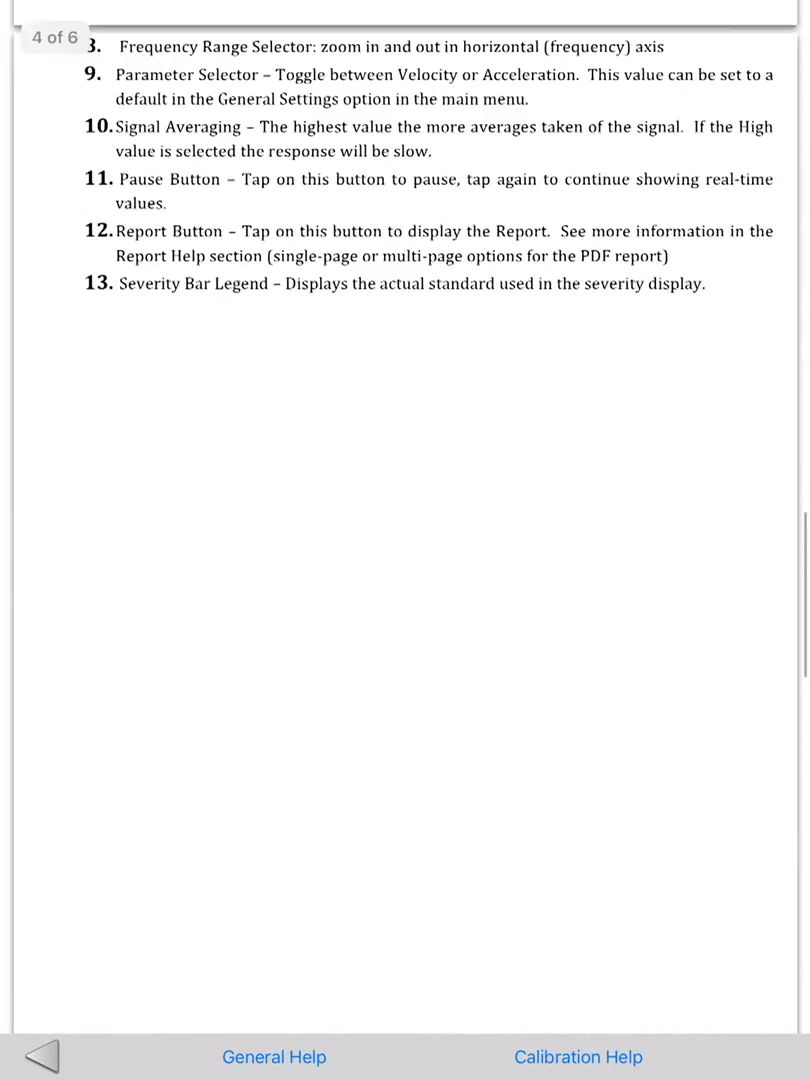 4 of 6
8. Frequency Range Selector: zoom in and out in horizontal (frequency) axis
9. Parameter Selector – Toggle between Velocity or Acceleration. This value can be set to a
default in the General Settings option in the main menu.
10. Signal Averaging – The highest value the more averages taken of the signal. If the High
value is selected the response will be slow.
11. Pause Button – Tap on this button to pause, tap again to continue showing real-time
values.
12. Report Button – Tap on this button to display the Report. See more information in the
Report Help section (single-page or multi-page options for the PDF report)
13. Severity Bar Legend – Displays the actual standard used in the severity display.
General Help
Calibration Help